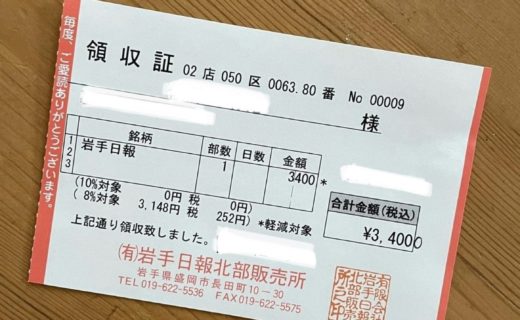 毎度、ご愛読ありがとうございます。
領収証 02 店 050 区 0063.80 番 No 00009
様
銘柄 部数 日数 金額
1 岩手日報 1 3400 *
2
3
合計金額(税込)
¥3,400
(10%対象 0円 税 0円)
( 8%対象 3,148円 税 252円) *軽減対象
上記通り領収致しました。
(有)岩手日報北部販売所
岩手県盛岡市長田町10-30
TEL 019-622-5536 FAX 019-622-5575